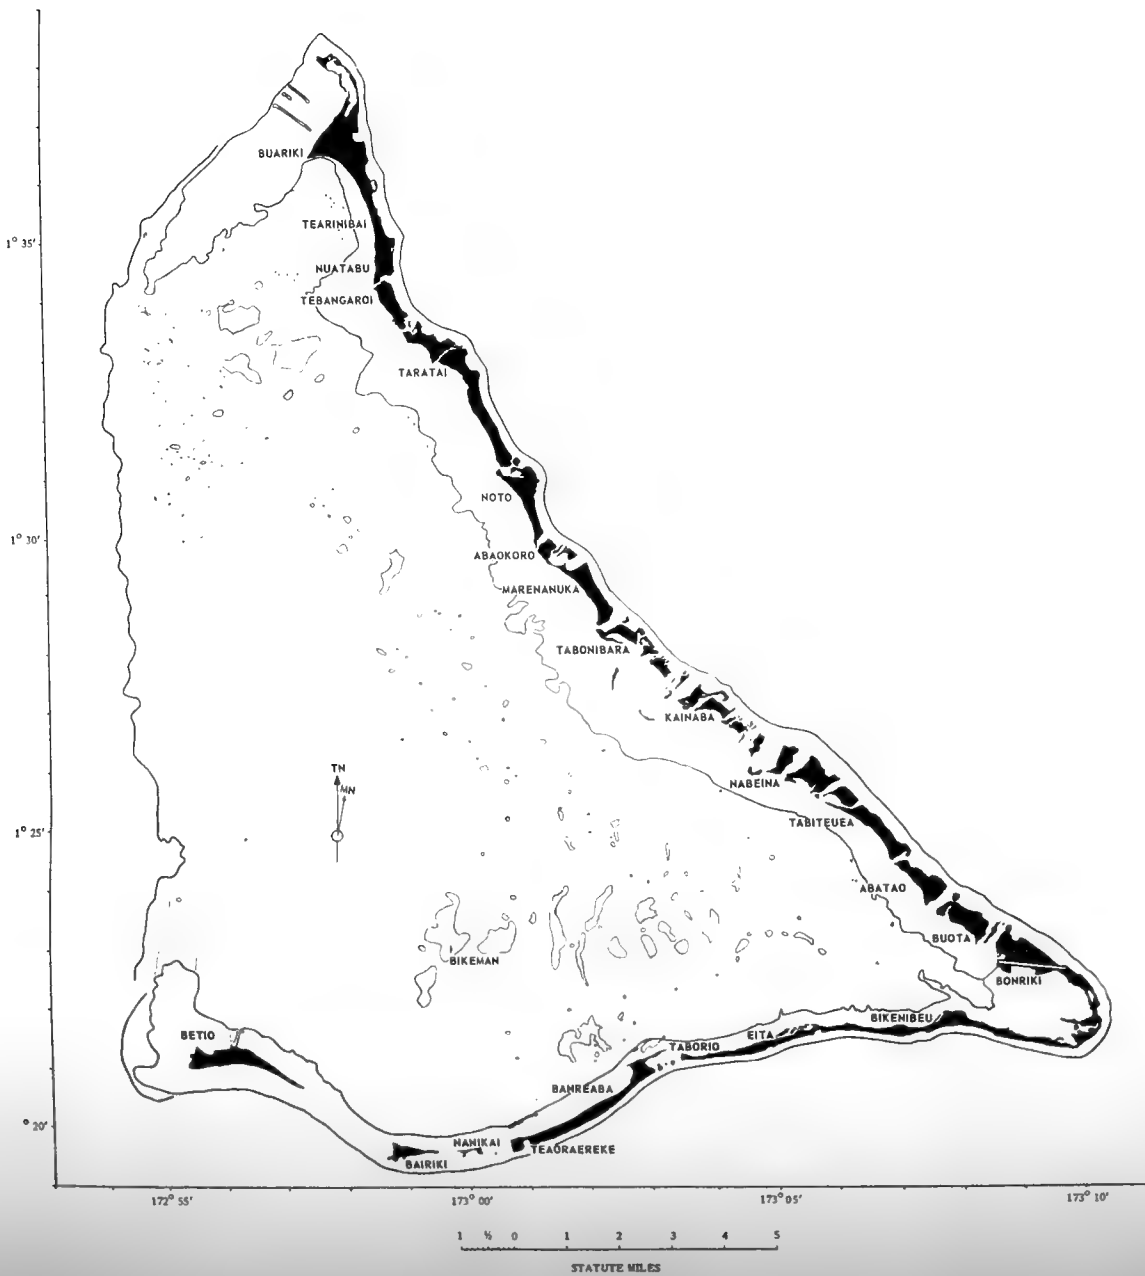 BUARIKI
TEARINIBAI
1° 35'
NUATABU
TEBANGAROI
TARATAI
NOTO
1° 30'
ABAOKORO
MARENANUKA
TABONIBARA
KAINABA
TN
MN
NABEINA
TABITEUEA
1° 25'
ABATAO
BUOTA
BIKEMAN
BONRIKI
BIKENIBEU
BETIO
EITA
TABORIO
BANREABA
° 20'
NANIKAI
TEAORAEREKE
BAIRIKI
172° 55'
173° 00'
173° 05'
173° 10'
1 ½ 0 1 2 3 4 5
STATUTE MILES